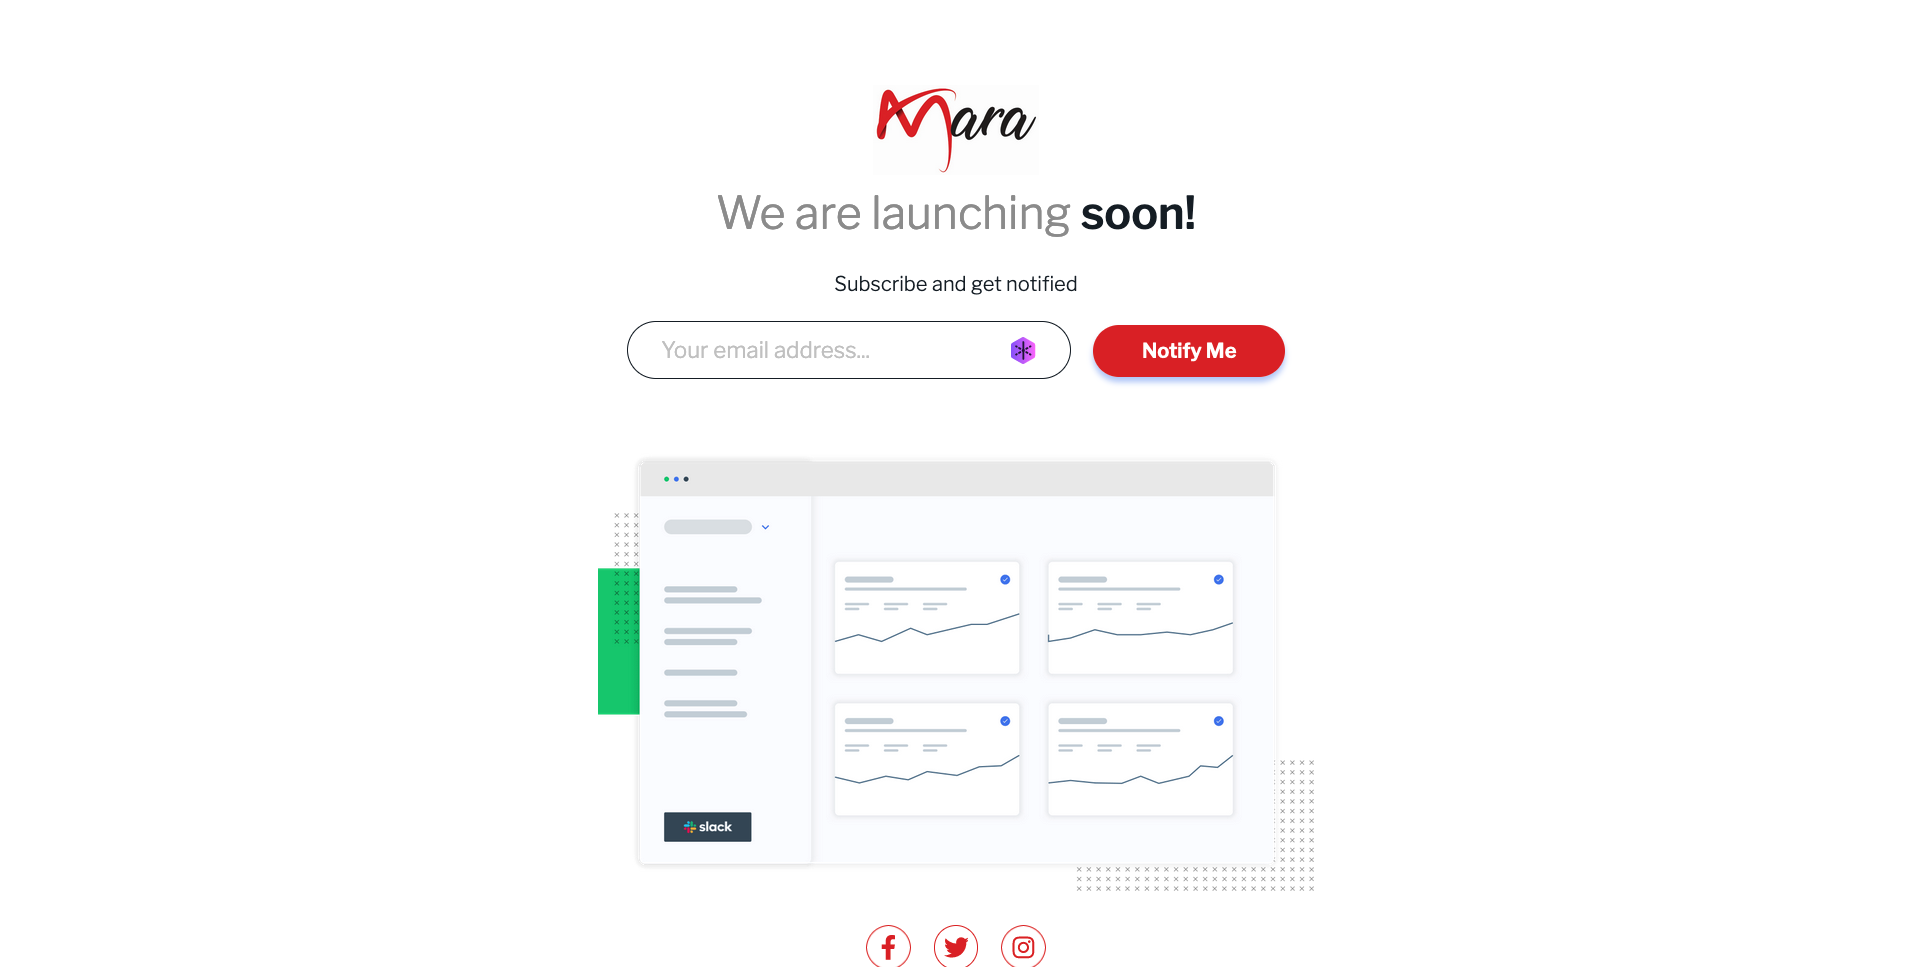 Mara
We are launching soon!
Subscribe and get notified
Your email address...
Notify Me
slack